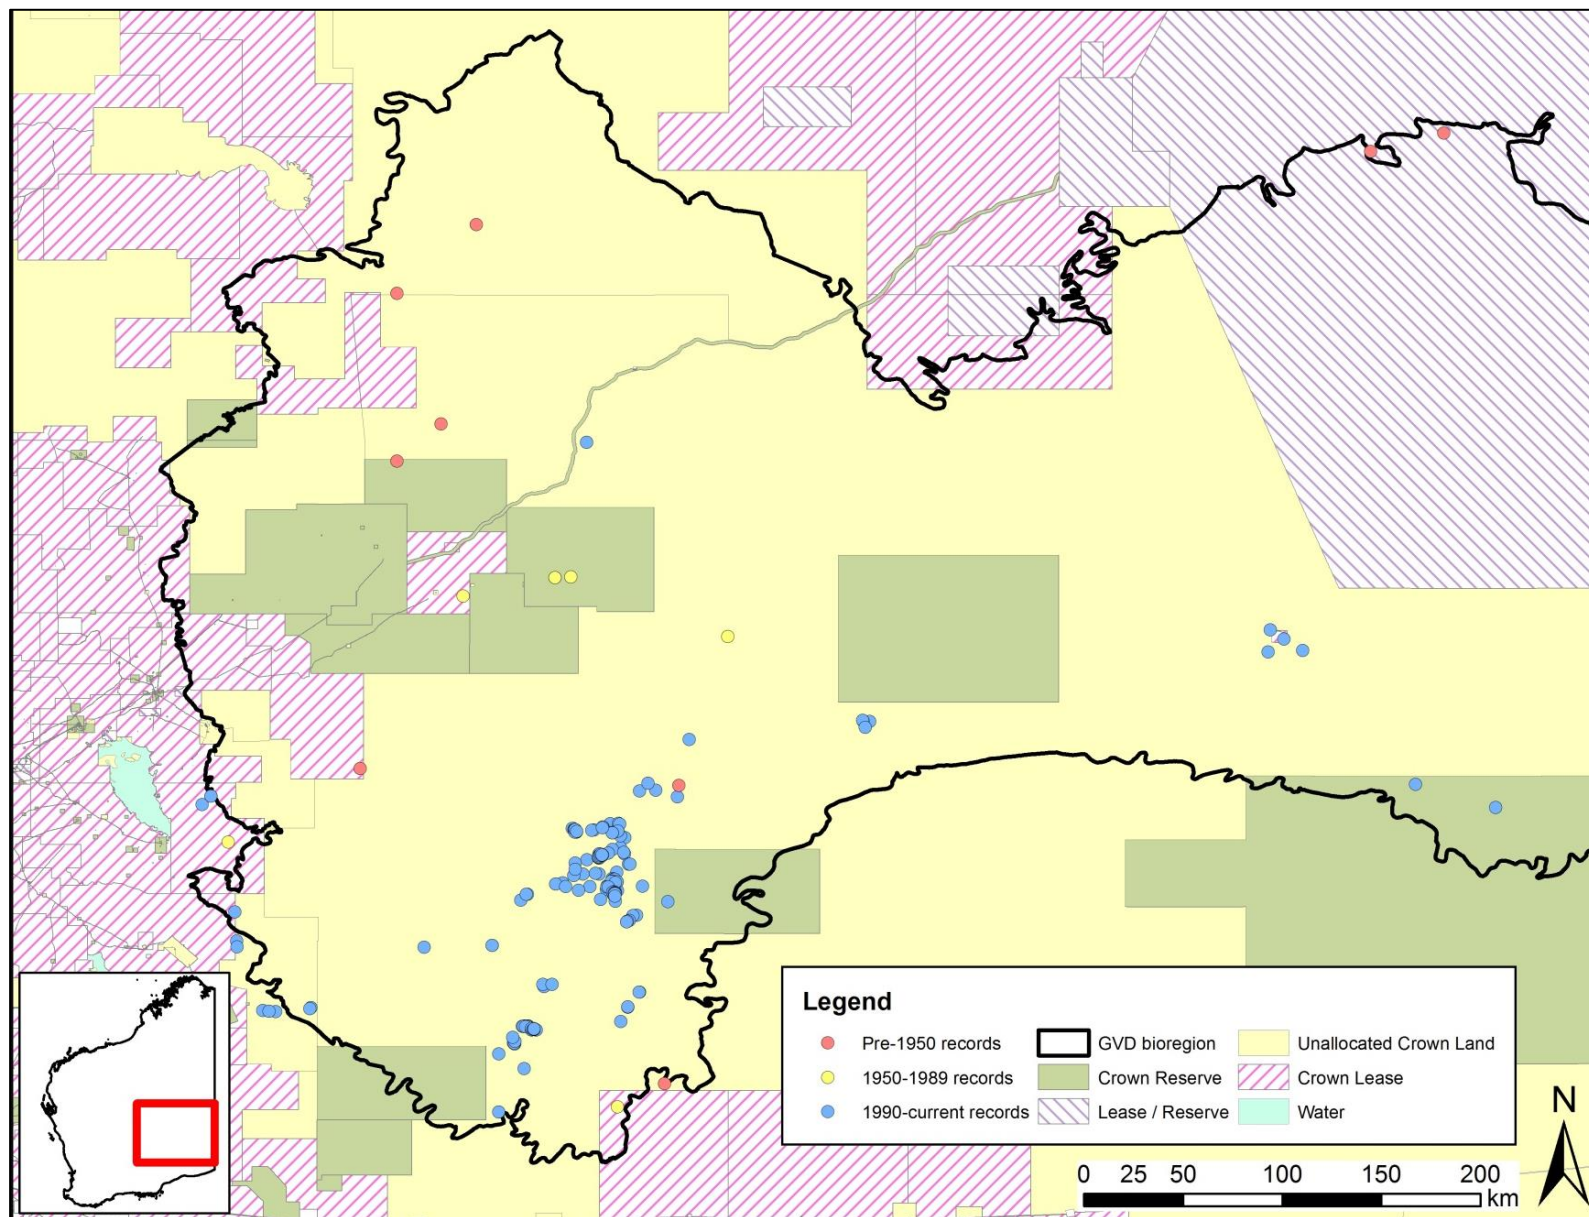 Legend
Pre-1950 records
GVD bioregion
Unallocated Crown Land
1950-1989 records
Crown Reserve
Crown Lease
1990-current records
Lease / Reserve
Water
N
0 25 50 100 150 200
km